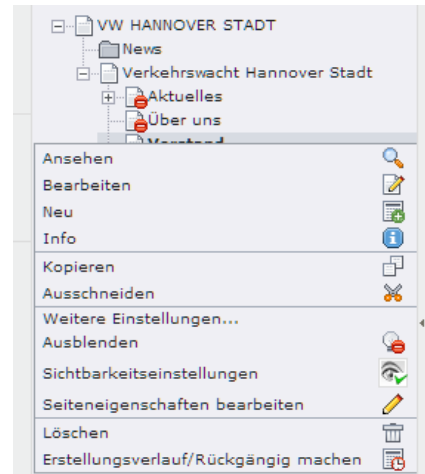 VW HANNOVER STADT
News
Verkehrswacht Hannover Stadt
Aktuelles
Über uns
Vorstand
Ansehen
Bearbeiten
Neu
Info
Kopieren
Ausschneiden
Weitere Einstellungen...
Ausblenden
Sichtbarkeitseinstellungen
Seiteneigenschaften bearbeiten
Löschen
Erstellungsverlauf/Rückgängig machen